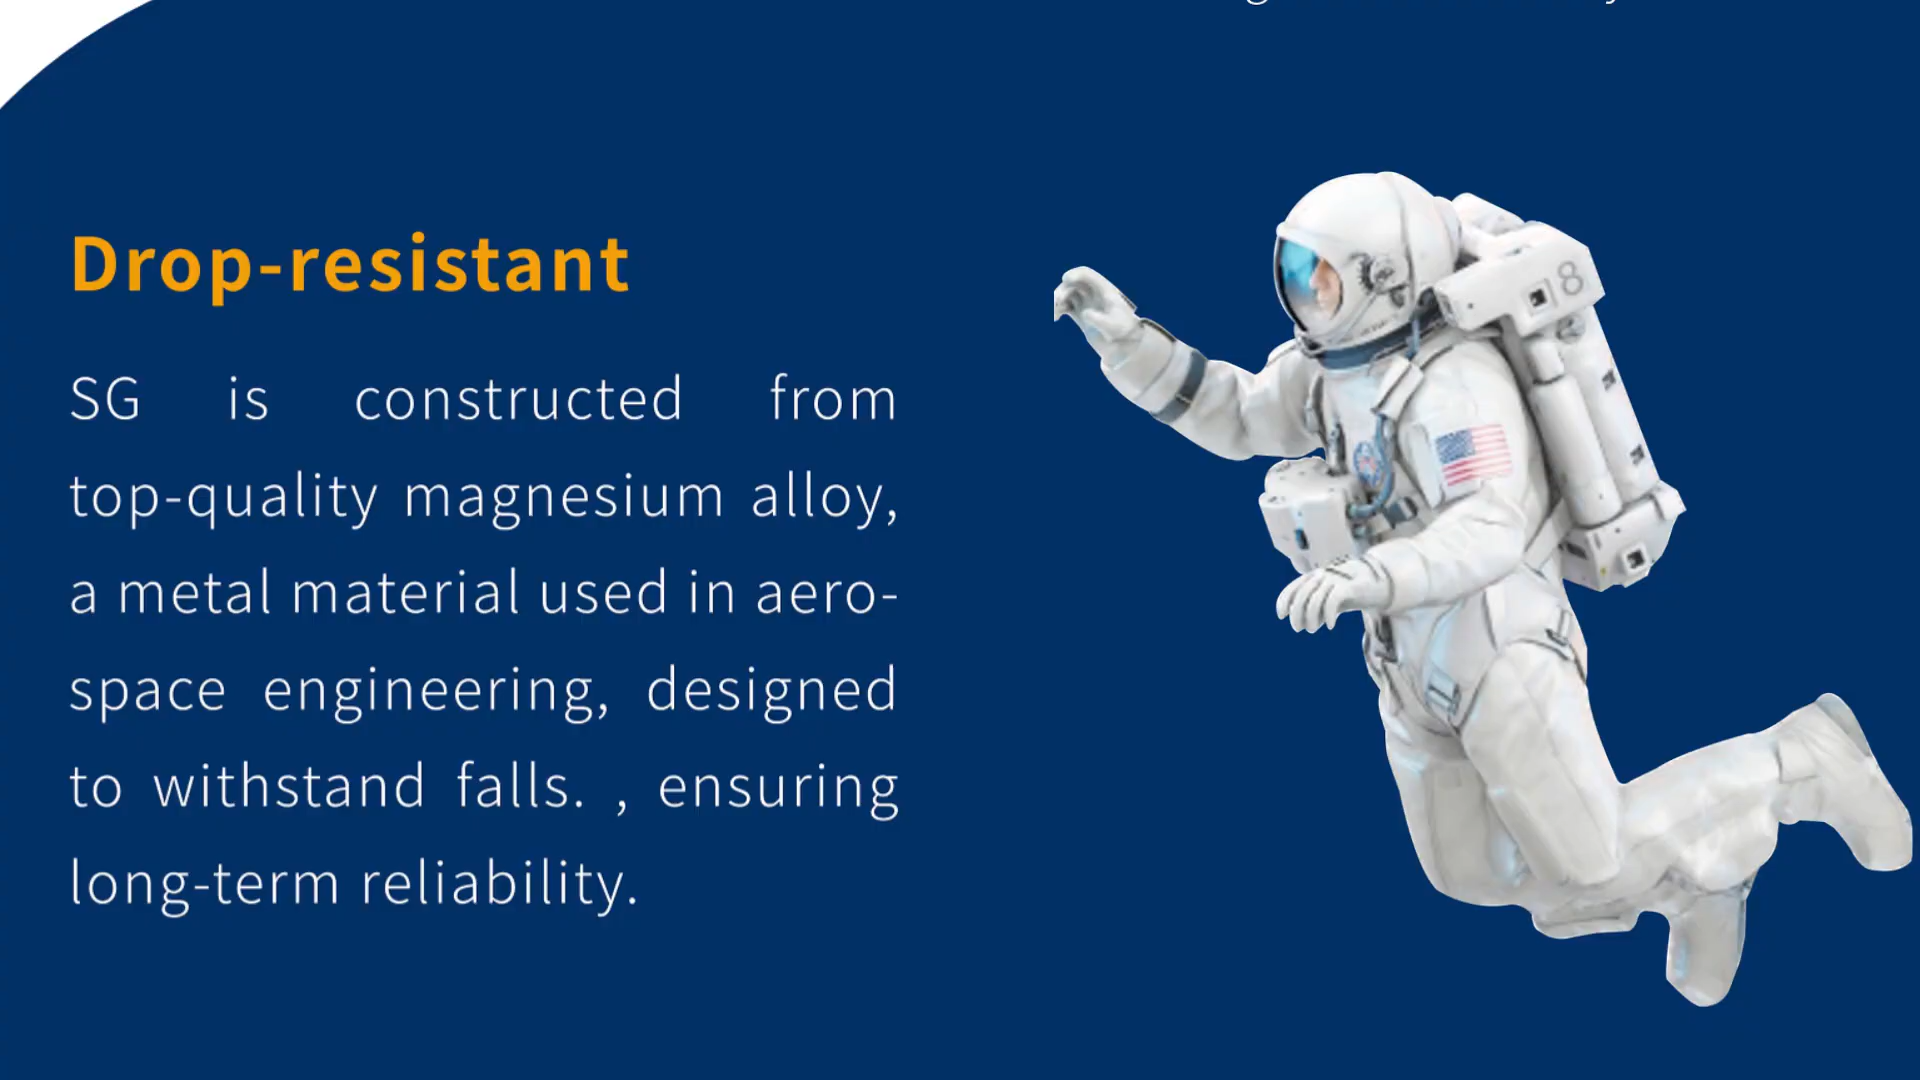 Drop-resistant
SG is constructed from
top-quality magnesium alloy,
a metal material used in aero-
space engineering, designed
to withstand falls. , ensuring
long-term reliability.
18